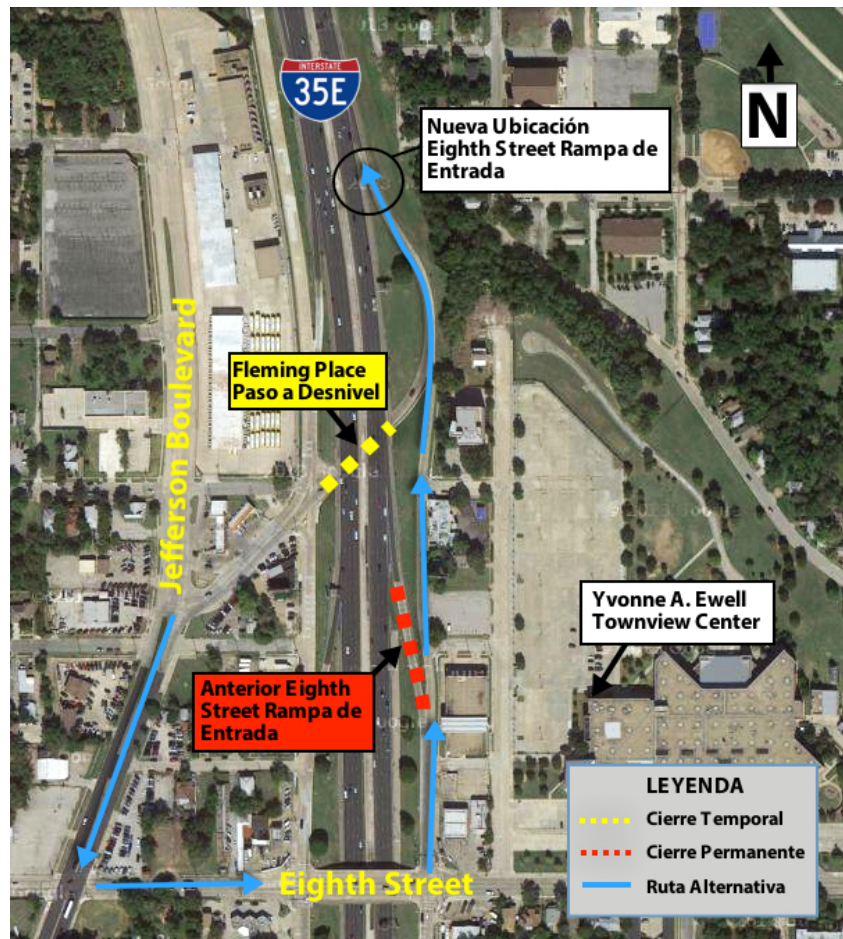 INTERSTATE
35E
N
Nueva Ubicación
Eighth Street Rampa de
Entrada
Fleming Place
Paso a Desnivel
Jefferson Boulevard
Yvonne A. Ewell
Townview Center
Anterior Eighth
Street Rampa de
Entrada
LEYENDA
Cierre Temporal
Cierre Permanente
Ruta Alternativa
Eighth Street